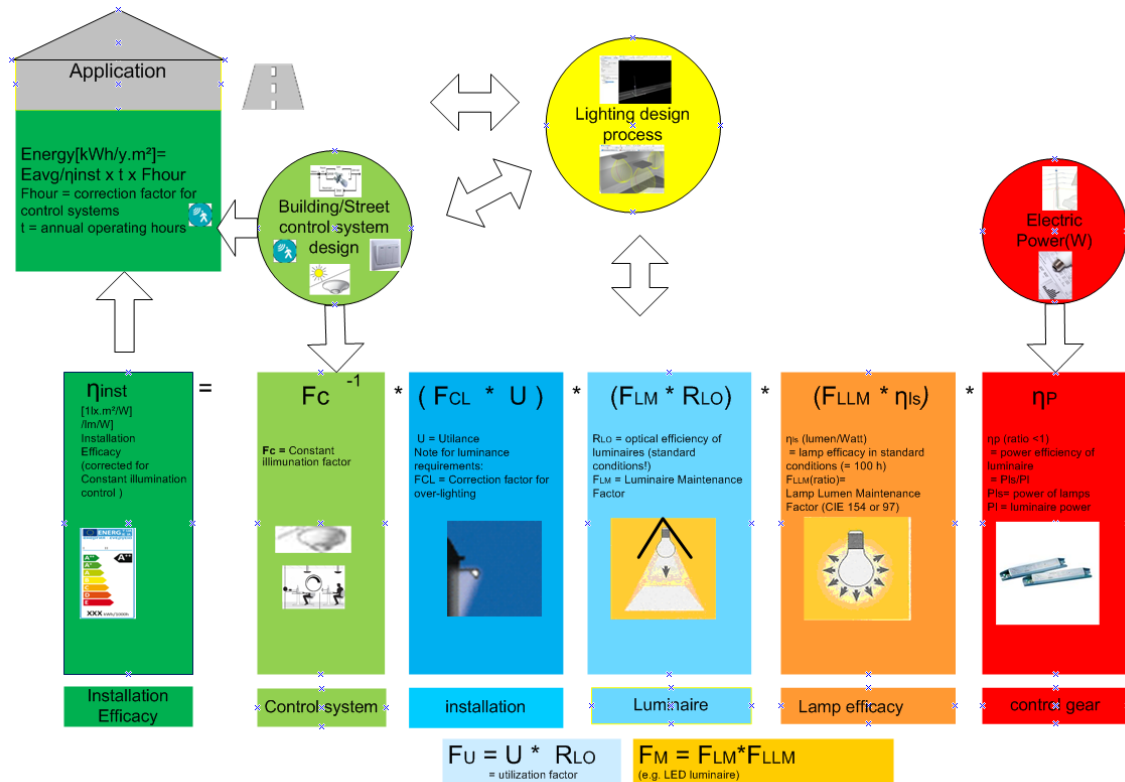 Application
Energy[kWh/y.m²]=
Eavg/ηinst x t x Fhour
Fhour = correction factor for
control systems
t = annual operating hours
Building/Street
control system
design
Lighting design
process
Electric
Power(W)
ηinst
[1lx.m²/W]
/lm/W]
Installation
Efficacy
(corrected for
Constant illumination
control )
ENERG
A
A
A
B
C
D
E
A
XXX
=
Fc -1
Fc = Constant
illimunation factor
*
( FCL * U )
U = Utilance
Note for luminance
requirements:
FCL = Correction factor for
over-lighting
*
(FLM * RLO)
RLO = optical efficiency of
luminaires (standard
conditions!)
FLM = Luminaire Maintenance
Factor
*
(FLLM * ηls)
ηls (lumen/Watt)
= lamp efficacy in standard
conditions (= 100 h)
FLLM(ratio)=
Lamp Lumen Maintenance
Factor (CIE 154 or 97)
*
ηP
ηp (ratio <1)
= power efficiency of
luminaire
= Pls/Pl
Pls= power of lamps
Pl = luminaire power
Installation
Efficacy
Control system
installation
Luminaire
Lamp efficacy
control gear
FU = U * RLO
= utilization factor
FM = FLM*FLLM
(e.g. LED luminaire)